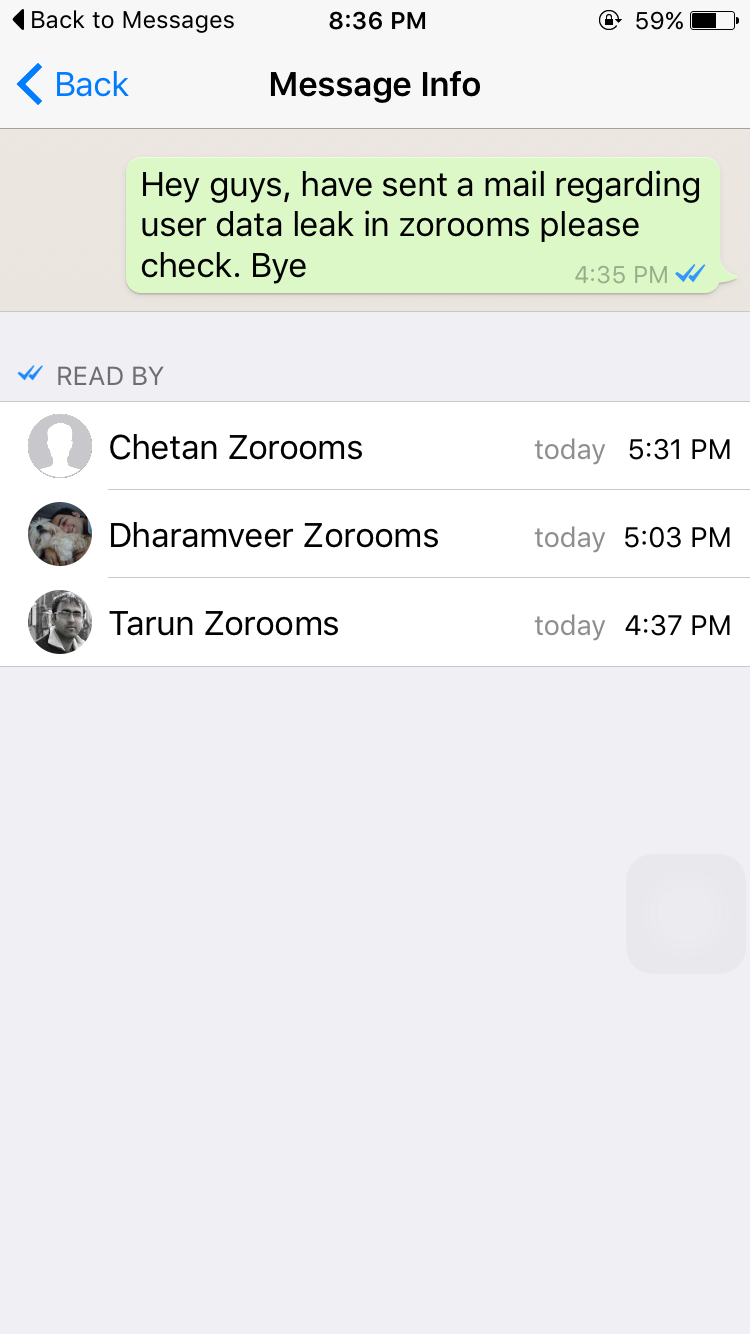 Back to Messages 8:36 PM 59%
Back Message Info
Hey guys, have sent a mail regarding
user data leak in zorooms please
check. Bye 4:35 PM
READ BY
Chetan Zorooms today 5:31 PM
Dharamveer Zorooms today 5:03 PM
Tarun Zorooms today 4:37 PM